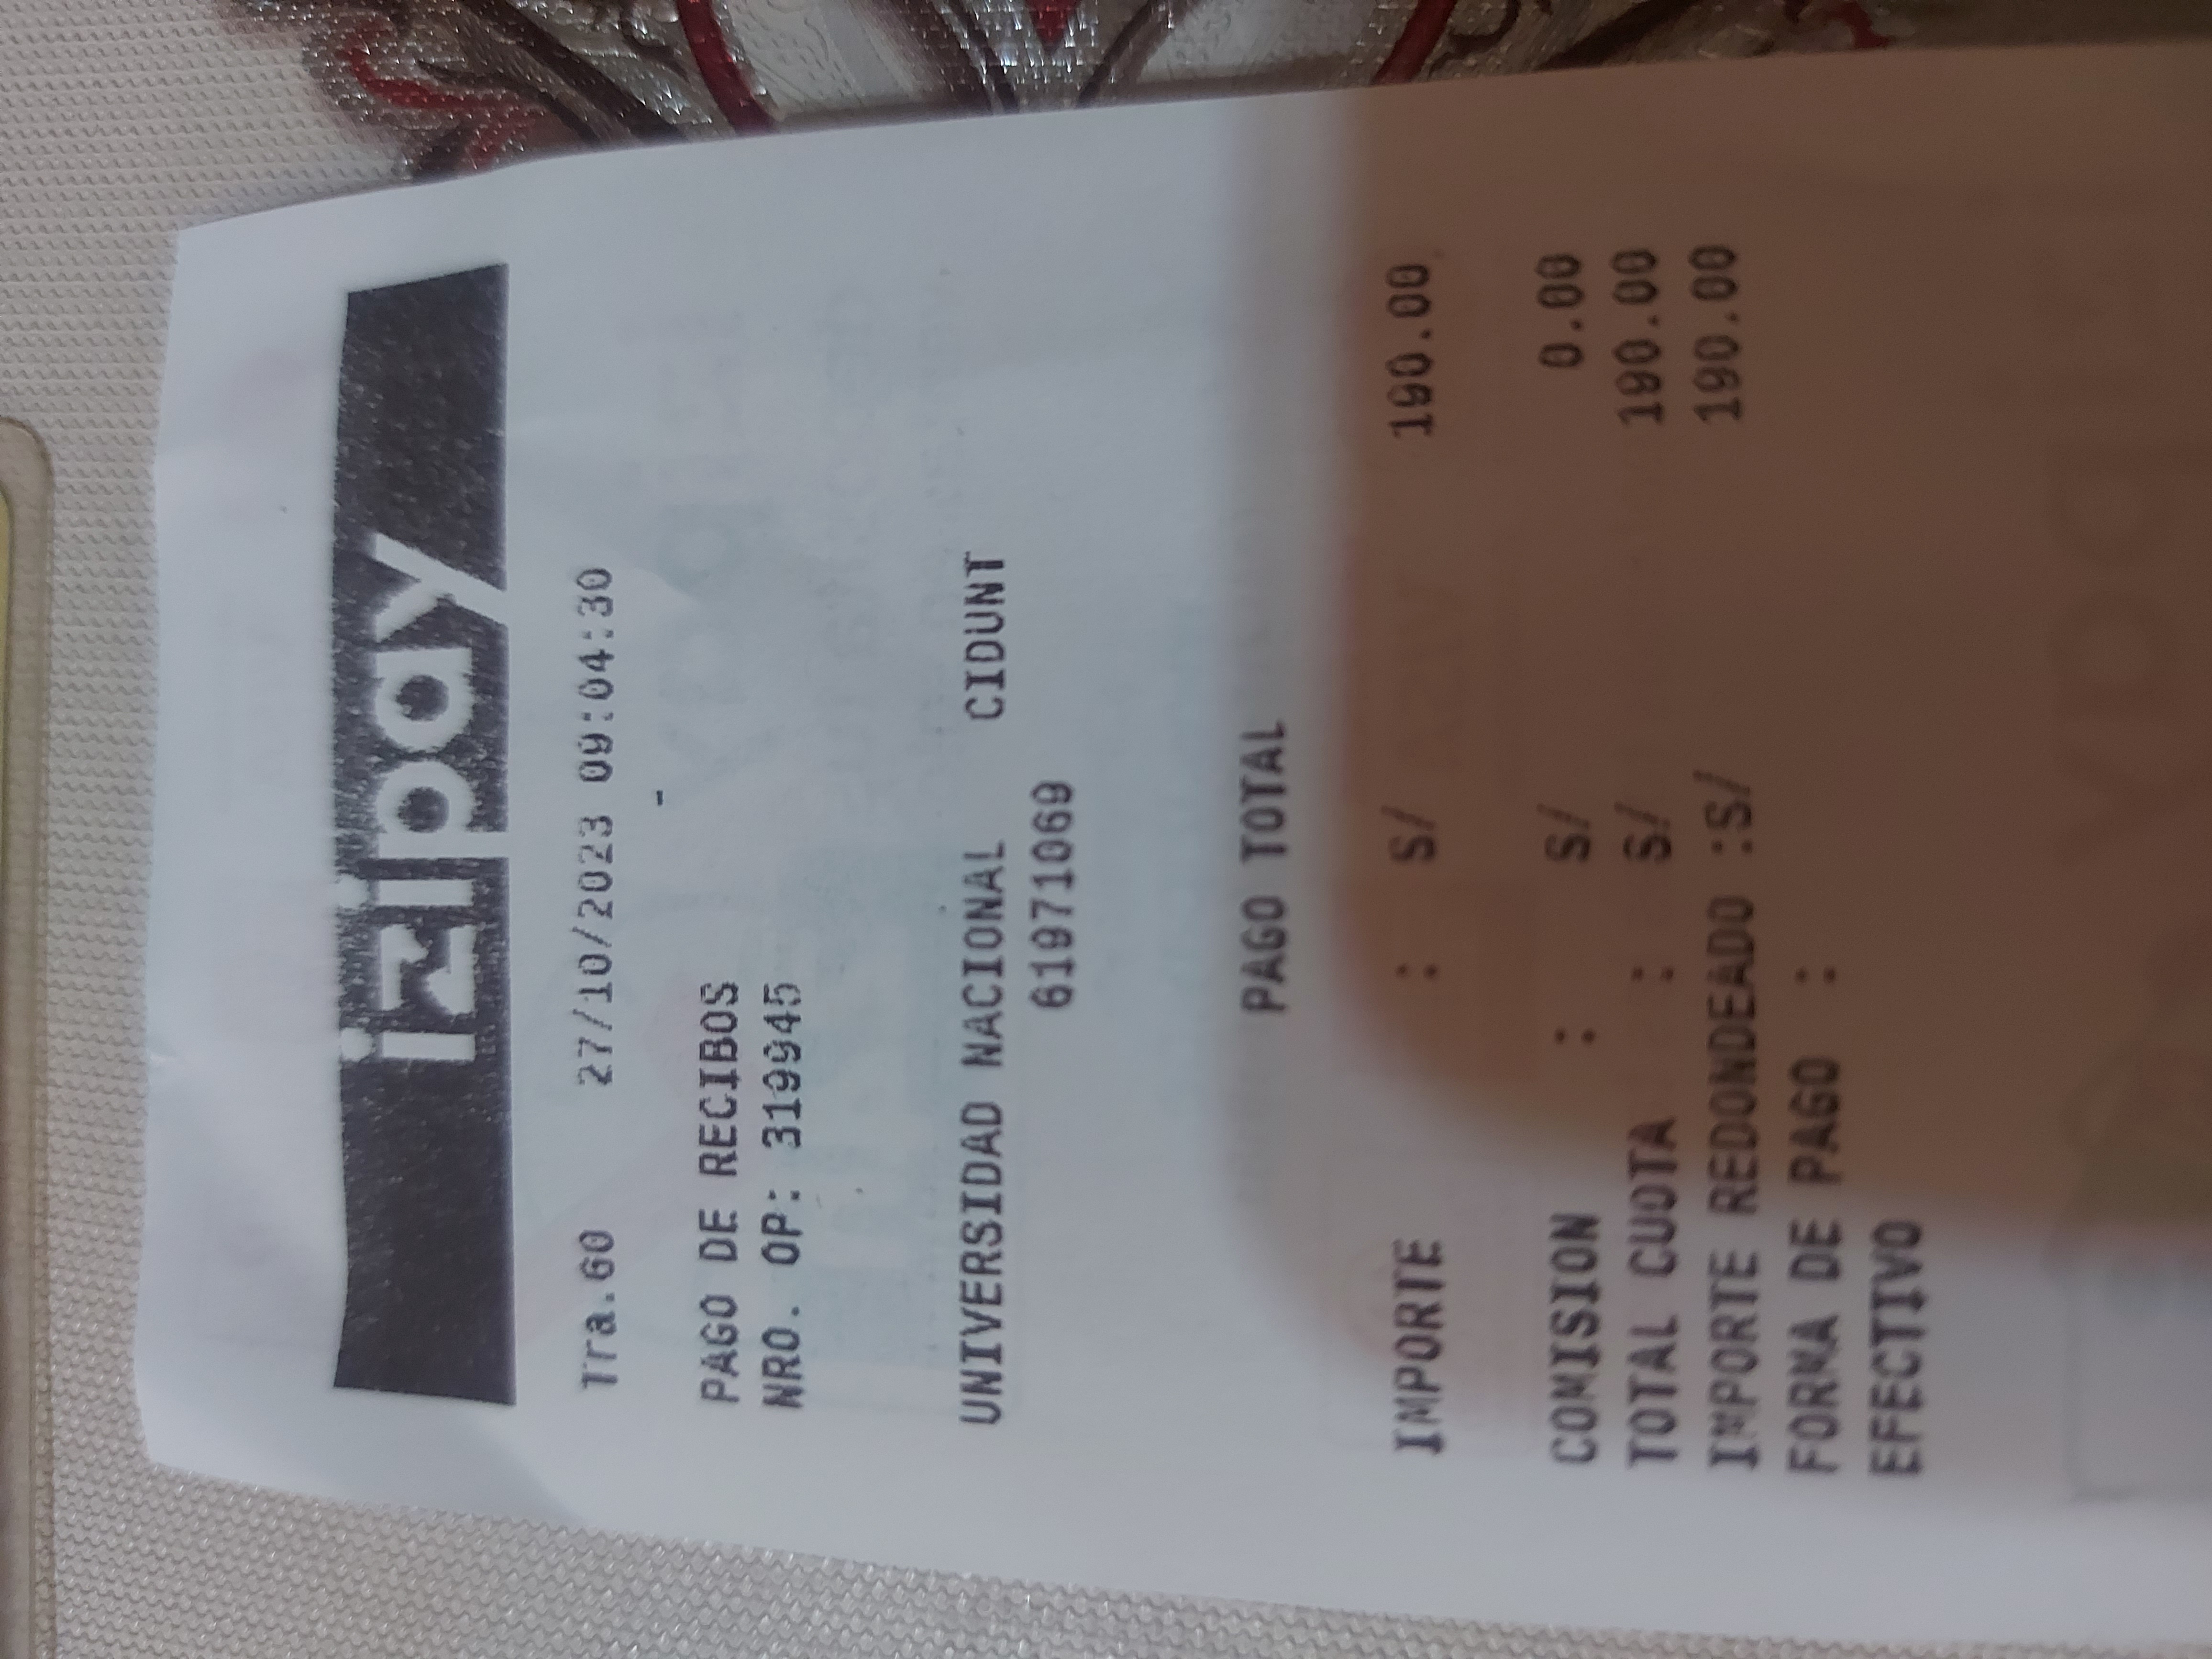 izipay
Tra.60 27/10/2023 09:04:30
-
PAGO DE RECIBOS
NRO. OP: 319945
UNIVERSIDAD NACIONAL CIDUNT
61971069
PAGO TOTAL
IMPORTE : S/ 190.00
COMISION : S/ 0.00
TOTAL CUOTA : S/ 190.00
IMPORTE REDONDEADO :S/ 190.00
FORMA DE PAGO :
EFECTIVO